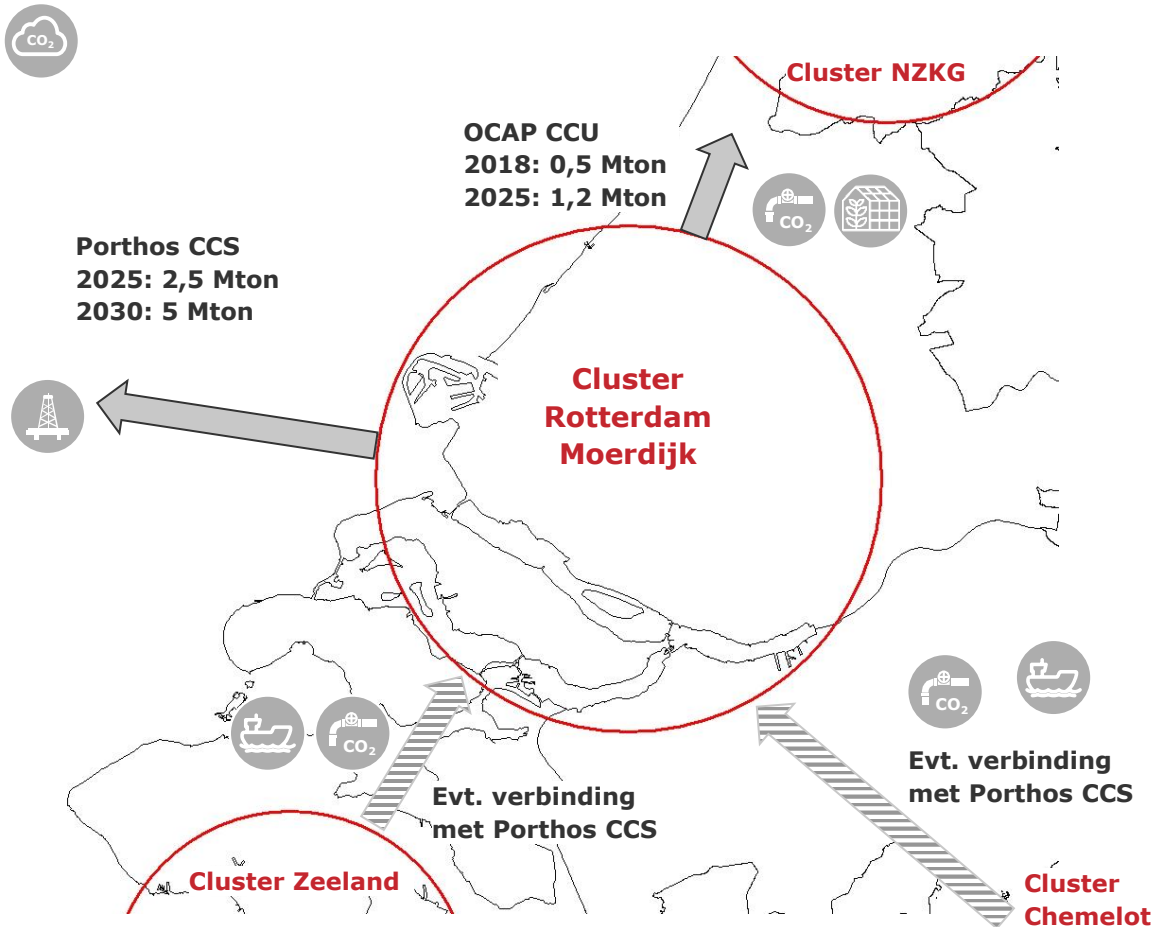 CO₂
Cluster NZKG
OCAP CCU
2018: 0,5 Mton
2025: 1,2 Mton
CO₂
Porthos CCS
2025: 2,5 Mton
2030: 5 Mton
Cluster
Rotterdam
Moerdijk
CO₂
CO₂
Evt. verbinding
met Porthos CCS
Evt. verbinding
met Porthos CCS
Cluster Zeeland
Cluster
Chemelot